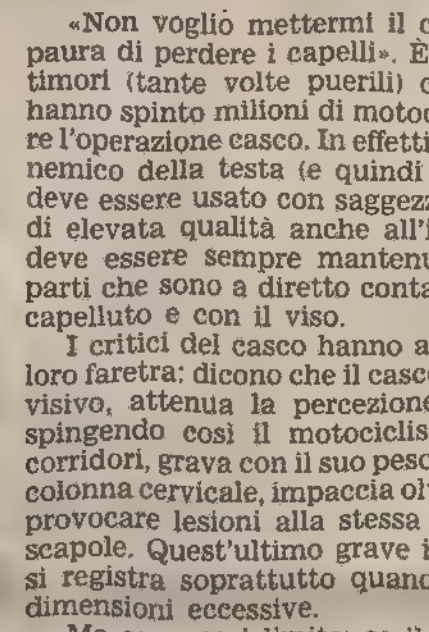 «Non voglio mettermi il
paura di perdere i capelli». È
timori (tante volte puerili)
hanno spinto milioni di motoc
re l'operazione casco. In effetti
nemico della testa (e quindi
deve essere usato con saggezz
di elevata qualità anche all'i
deve essere sempre mantenu
parti che sono a diretto conta
capelluto e con il viso.
I critici del casco hanno a
loro faretra: dicono che il casco
visivo, attenua la percezione
spingendo così il motociclis
corridori, grava con il suo peso
colonna cervicale, impaccia olt
provocare lesioni alla stessa
scapole. Quest'ultimo grave i
si registra soprattutto quand
dimensioni eccessive.